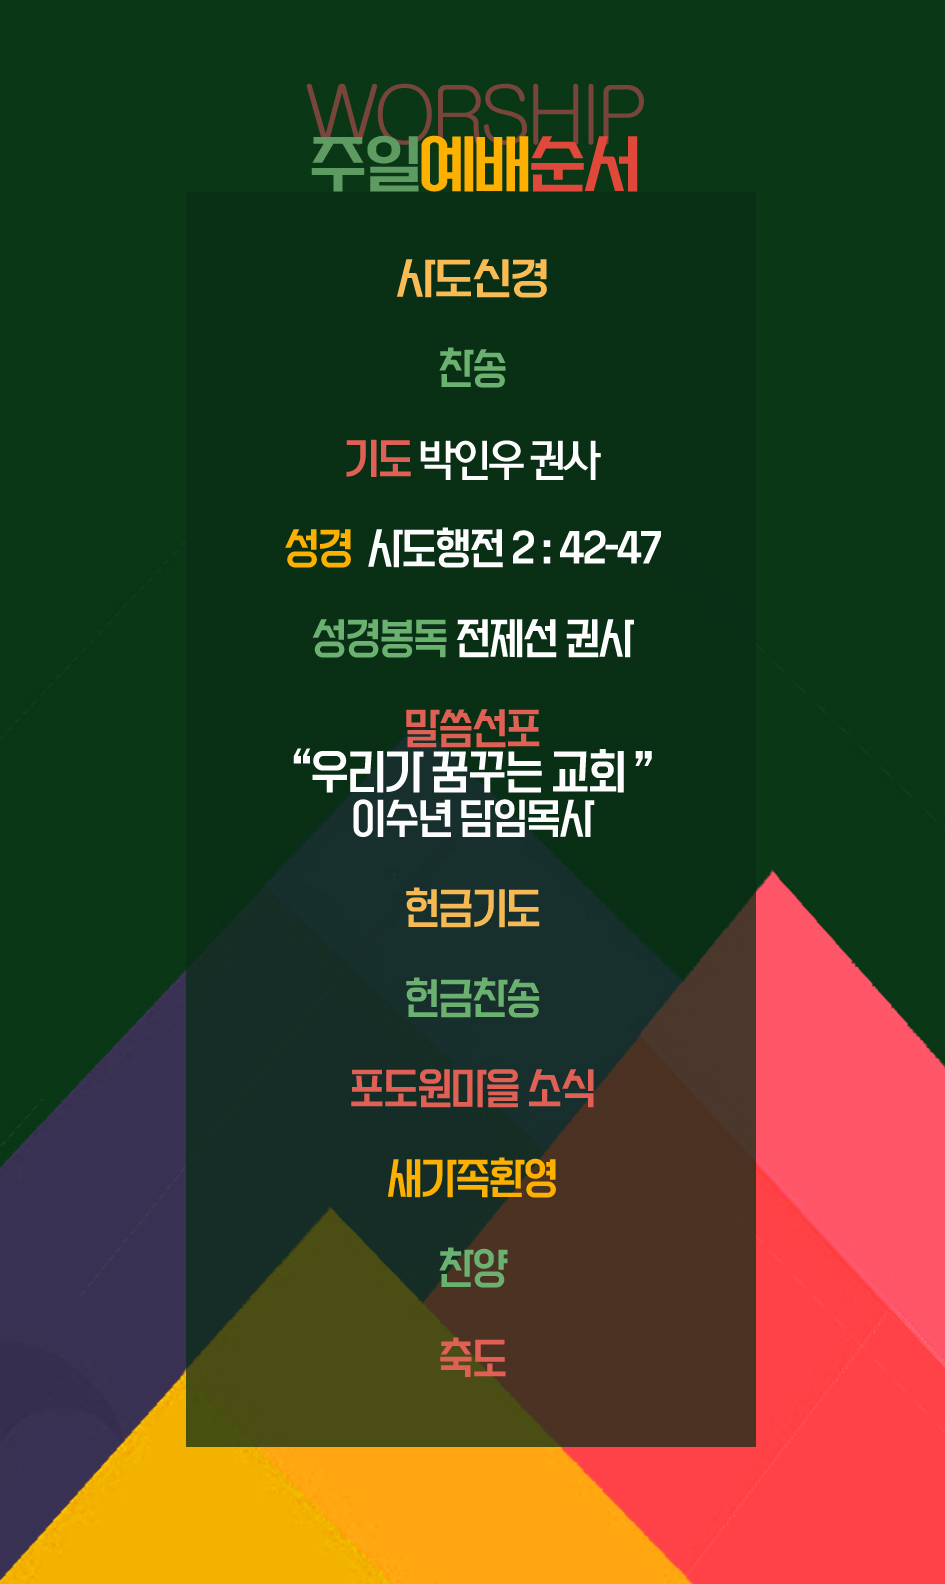 WORSHIP
주일예배순서
사도신경
찬송
기도 박인우 권사
성경 사도행전 2 : 42-47
성경봉독 전제선 권사
말씀선포
“우리가 꿈꾸는 교회 ”
이수년 담임목사
헌금기도
헌금찬송
포도원마을 소식
새가족환영
찬양
축도